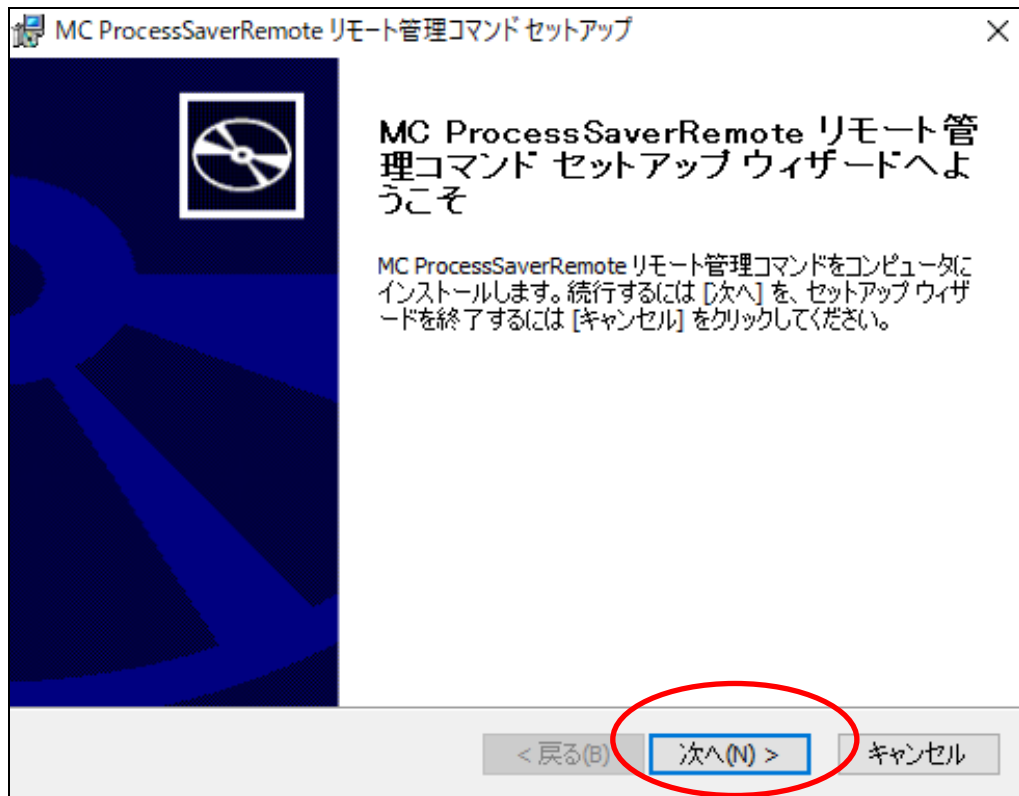 MC ProcessSaverRemote リモート管理コマンド セットアップ
MC ProcessSaverRemote リモート管
理コマンド セットアップ ウィザードへよ
うこそ
MC ProcessSaverRemote リモート管理コマンドをコンピュータに
インストールします。続行するには [次へ] を、セットアップ ウィザ
ードを終了するには [キャンセル] をクリックしてください。
< 戻る(B) 次へ(N) > キャンセル